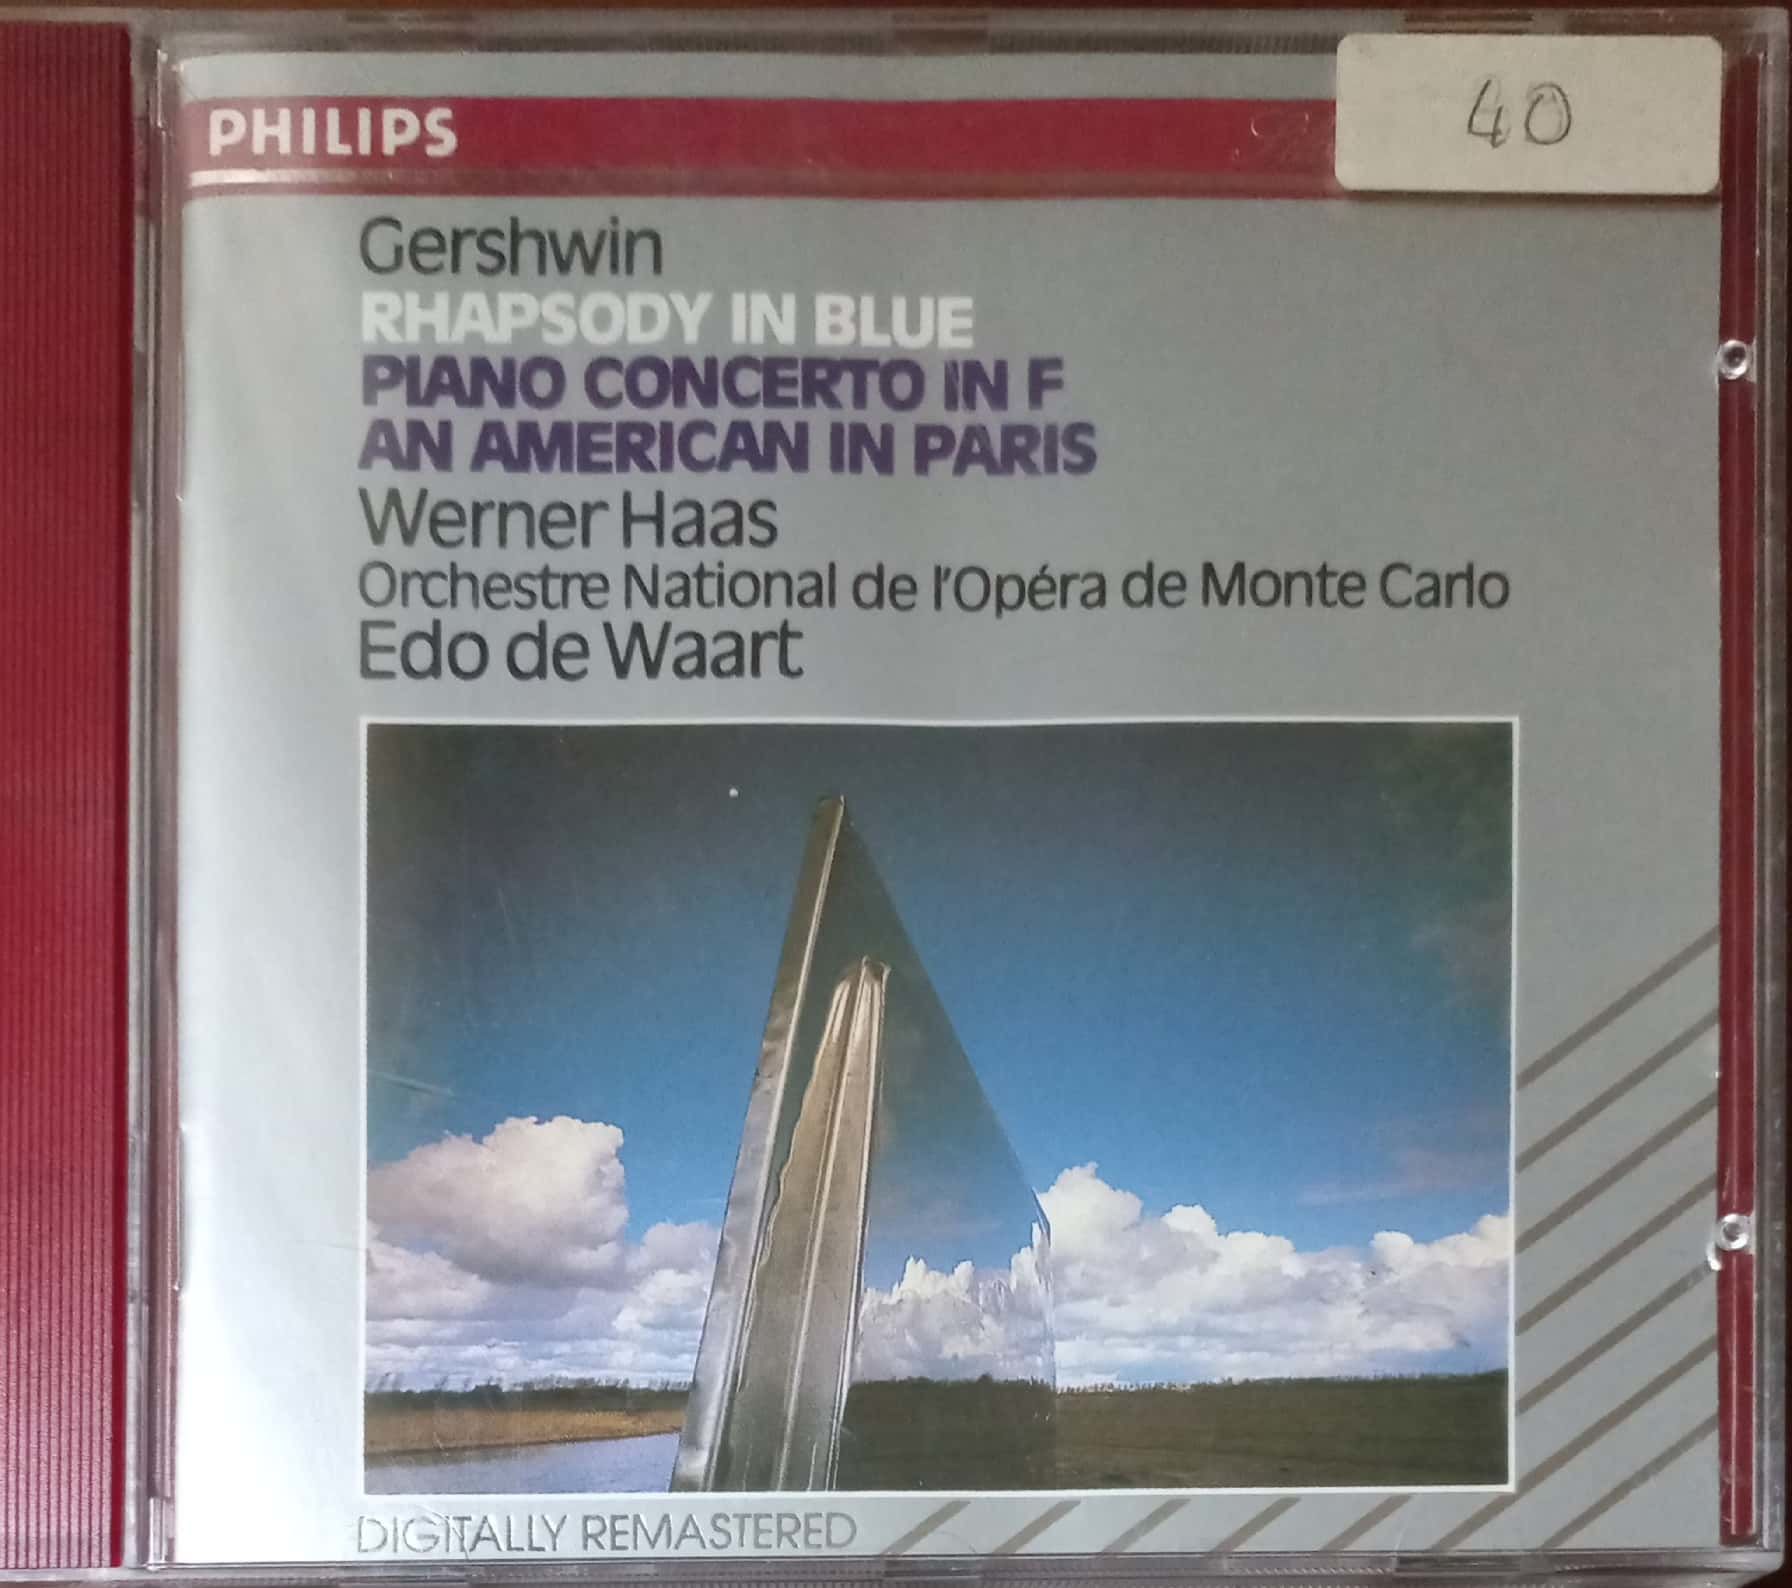 PHILIPS
40
Gershwin
RHAPSODY IN BLUE
PIANO CONCERTO IN F
AN AMERICAN IN PARIS
Werner Haas
Orchestre National de l'Opéra de Monte Carlo
Edo de Waart
DIGITALLY REMASTERED